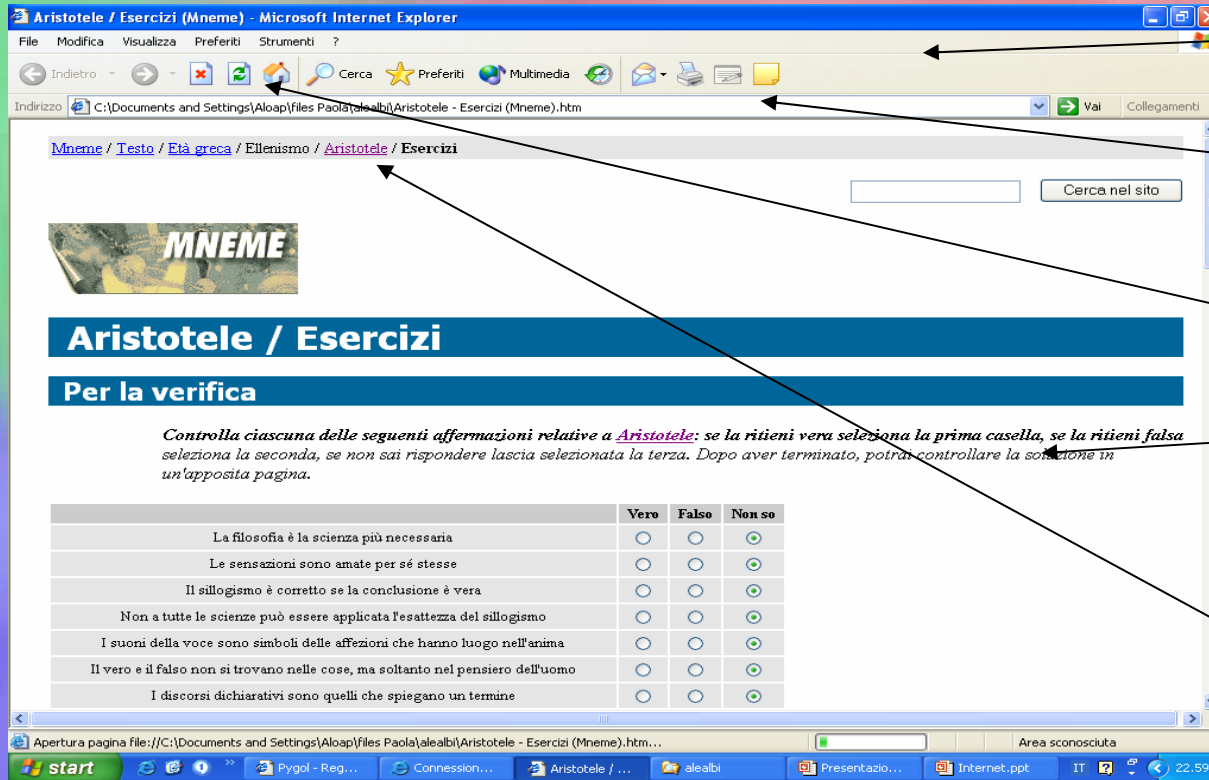 Aristotele / Esercizi (Mneme) - Microsoft Internet Explorer
File Modifica Visualizza Preferiti Strumenti ?
Indietro Cerca Preferiti Multimedia
Indirizzo C:\Documents and Settings\Aloap\files Paola\alealbi\Aristotele - Esercizi (Mneme).htm Vai Collegamenti
Mneme / Testo / Età greca / Ellenismo / Aristotele / Esercizi
Cerca nel sito
MNEME
Aristotele / Esercizi
Per la verifica
Controlla ciascuna delle seguenti affermazioni relative a Aristotele: se la ritieni vera seleziona la prima casella, se la ritieni falsa
seleziona la seconda, se non sai rispondere lascia selezionata la terza. Dopo aver terminato, potrai controllare la soluzione in
un'apposita pagina.
Vero Falso Non so
La filosofia è la scienza più necessaria
Le sensazioni sono amate per sé stesse
Il sillogismo è corretto se la conclusione è vera
Non a tutte le scienze può essere applicata l'esattezza del sillogismo
I suoni della voce sono simboli delle affezioni che hanno luogo nell'anima
Il vero e il falso non si trovano nelle cose, ma soltanto nel pensiero dell'uomo
I discorsi dichiarativi sono quelli che spiegano un termine
Apertura pagina file://C:\Documents and Settings\Aloap\files Paola\alealbi\Aristotele - Esercizi (Mneme).htm... Area sconosciuta
start Pygol - Reg... Connession... Aristotele / ... alealbi Presentazio... Internet.ppt IT 22.59